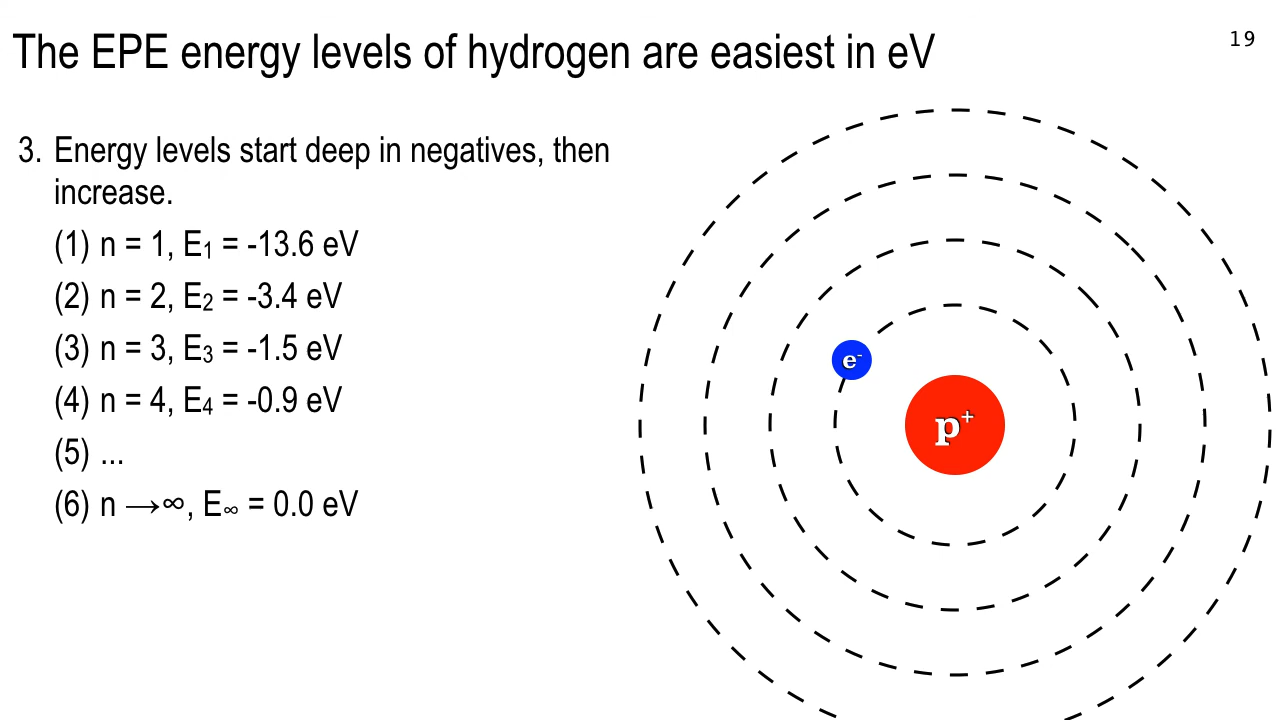 The EPE energy levels of hydrogen are easiest in eV
19
3. Energy levels start deep in negatives, then
increase.
(1) n = 1, E₁ = -13.6 eV
(2) n = 2, E₂ = -3.4 eV
(3) n = 3, E₃ = -1.5 eV
(4) n = 4, E₄ = -0.9 eV
(5) ...
(6) n →∞, E∞ = 0.0 eV
e⁻
p⁺